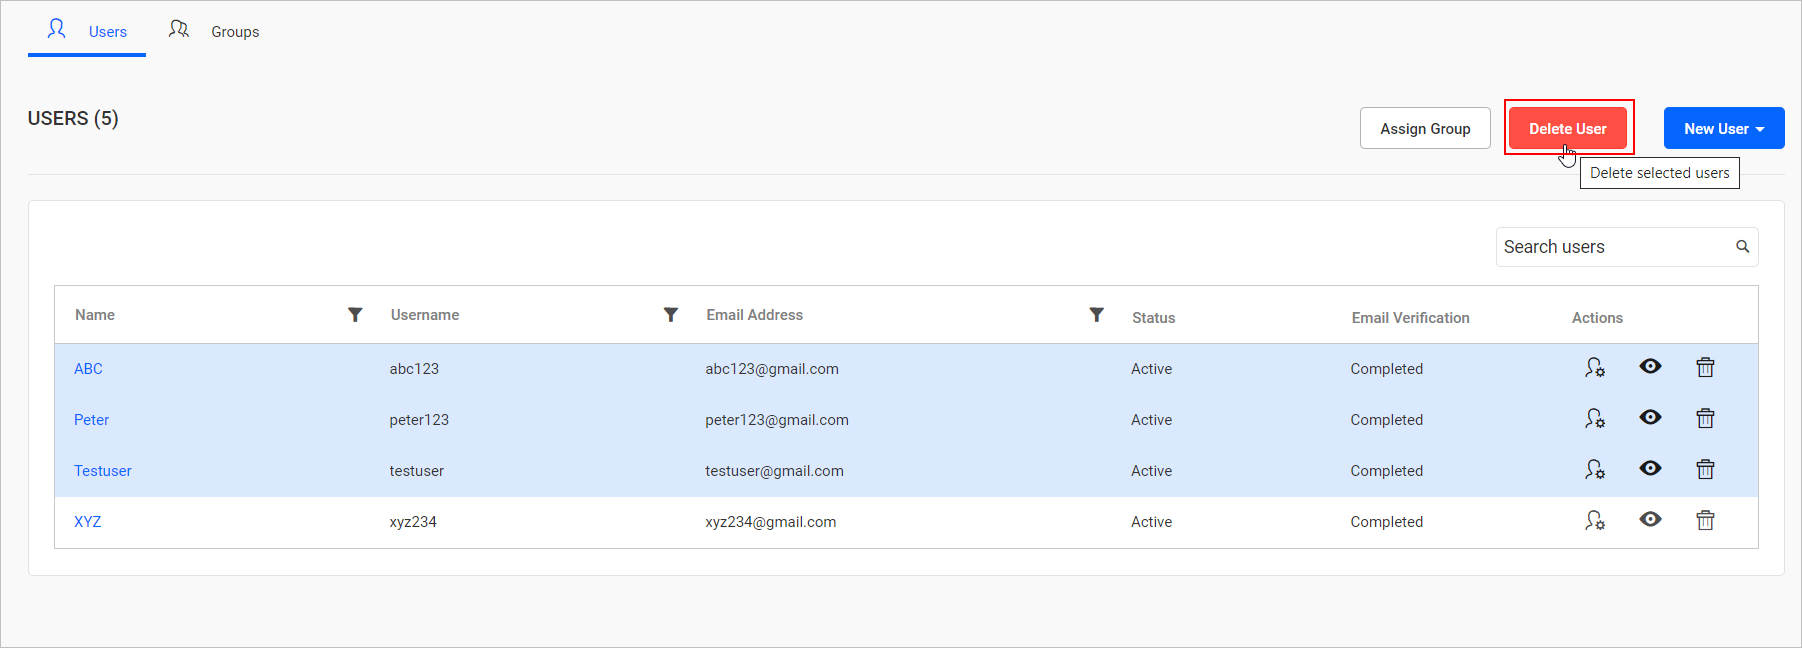 Users Groups
USERS (5)
Assign Group Delete User New User
Delete selected users
Search users
Name Username Email Address Status Email Verification Actions
ABC abc123 abc123@gmail.com Active Completed
Peter peter123 peter123@gmail.com Active Completed
Testuser testuser testuser@gmail.com Active Completed
XYZ xyz234 xyz234@gmail.com Active Completed